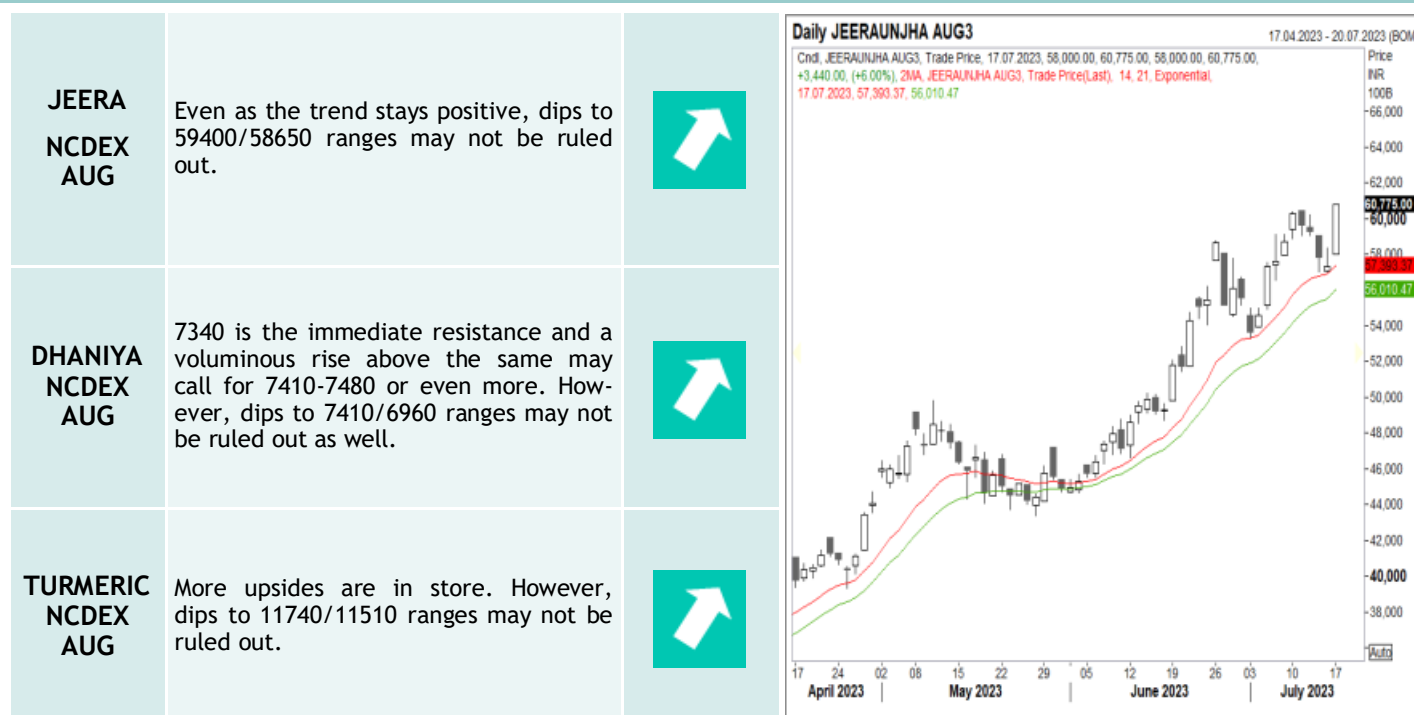 JEERA
NCDEX
AUG
Even as the trend stays positive, dips to
59400/58650 ranges may not be ruled
out.
DHANIYA
NCDEX
AUG
7340 is the immediate resistance and a
voluminous rise above the same may
call for 7410-7480 or even more. How-
ever, dips to 7410/6960 ranges may not
be ruled out as well.
TURMERIC
NCDEX
AUG
More upsides are in store. However,
dips to 11740/11510 ranges may not be
ruled out.
Daily JEERAUNJHA AUG3
17.04.2023 - 20.07.2023 (BOM
Cndl, JEERAUNJHA AUG3, Trade Price, 17.07.2023, 58,000.00, 60,775.00, 58,000.00, 60,775.00,
+3,440.00, (+6.00%), 2MA, JEERAUNJHA AUG3, Trade Price(Last), 14, 21, Exponential,
17.07.2023, 57,393.37, 56,010.47
Price
INR
100B
66,000
64,000
62,000
60,775.00
60,000
58,000
57,393.37
56,010.47
54,000
52,000
50,000
48,000
46,000
44,000
42,000
40,000
38,000
Auto
17 24 02 08 15 22 29 05 12 19 26 03 10 17
April 2023 May 2023 June 2023 July 2023